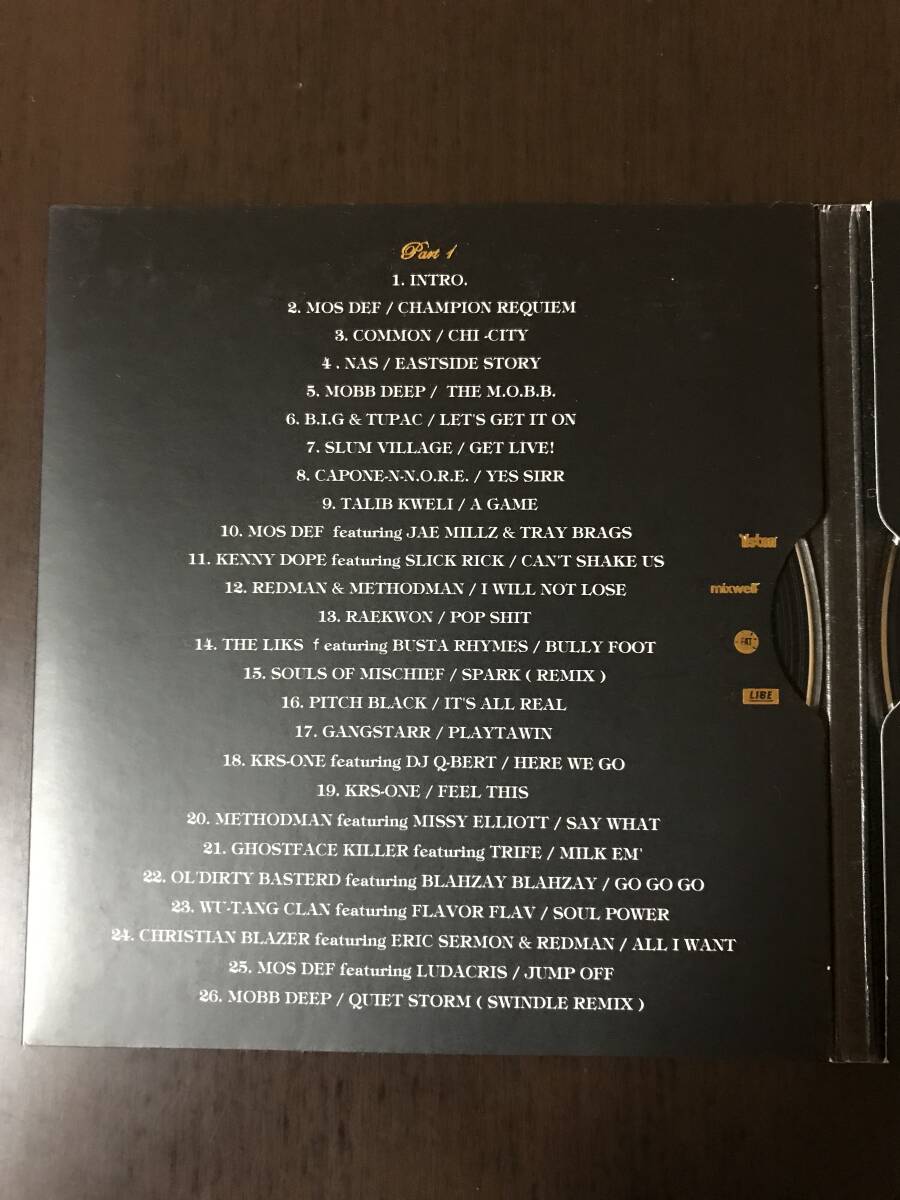 Part 1
1. INTRO.
2. MOS DEF / CHAMPION REQUIEM
3. COMMON / CHI -CITY
4 . NAS / EASTSIDE STORY
5. MOBB DEEP / THE M.O.B.B.
6. B.I.G & TUPAC / LET'S GET IT ON
7. SLUM VILLAGE / GET LIVE!
8. CAPONE-N-N.O.R.E. / YES SIRR
9. TALIB KWELI / A GAME
10. MOS DEF featuring JAE MILLZ & TRAY BRAGS
11. KENNY DOPE featuring SLICK RICK / CAN'T SHAKE US
12. REDMAN & METHODMAN / I WILL NOT LOSE
13. RAEKWON / POP SHIT
14. THE LIKS featuring BUSTA RHYMES / BULLY FOOT
15. SOULS OF MISCHIEF / SPARK ( REMIX )
16. PITCH BLACK / IT'S ALL REAL
17. GANGSTARR / PLAYTAWIN
18. KRS-ONE featuring DJ Q-BERT / HERE WE GO
19. KRS-ONE / FEEL THIS
20. METHODMAN featuring MISSY ELLIOTT / SAY WHAT
21. GHOSTFACE KILLER featuring TRIFE / MILK EM'
22. OL'DIRTY BASTERD featuring BLAHZAY BLAHZAY / GO GO GO
23. WU-TANG CLAN featuring FLAVOR FLAV / SOUL POWER
24. CHRISTIAN BLAZER featuring ERIC SERMON & REDMAN / ALL I WANT
25. MOS DEF featuring LUDACRIS / JUMP OFF
26. MOBB DEEP / QUIET STORM ( SWINDLE REMIX )
mixwell
LIBE